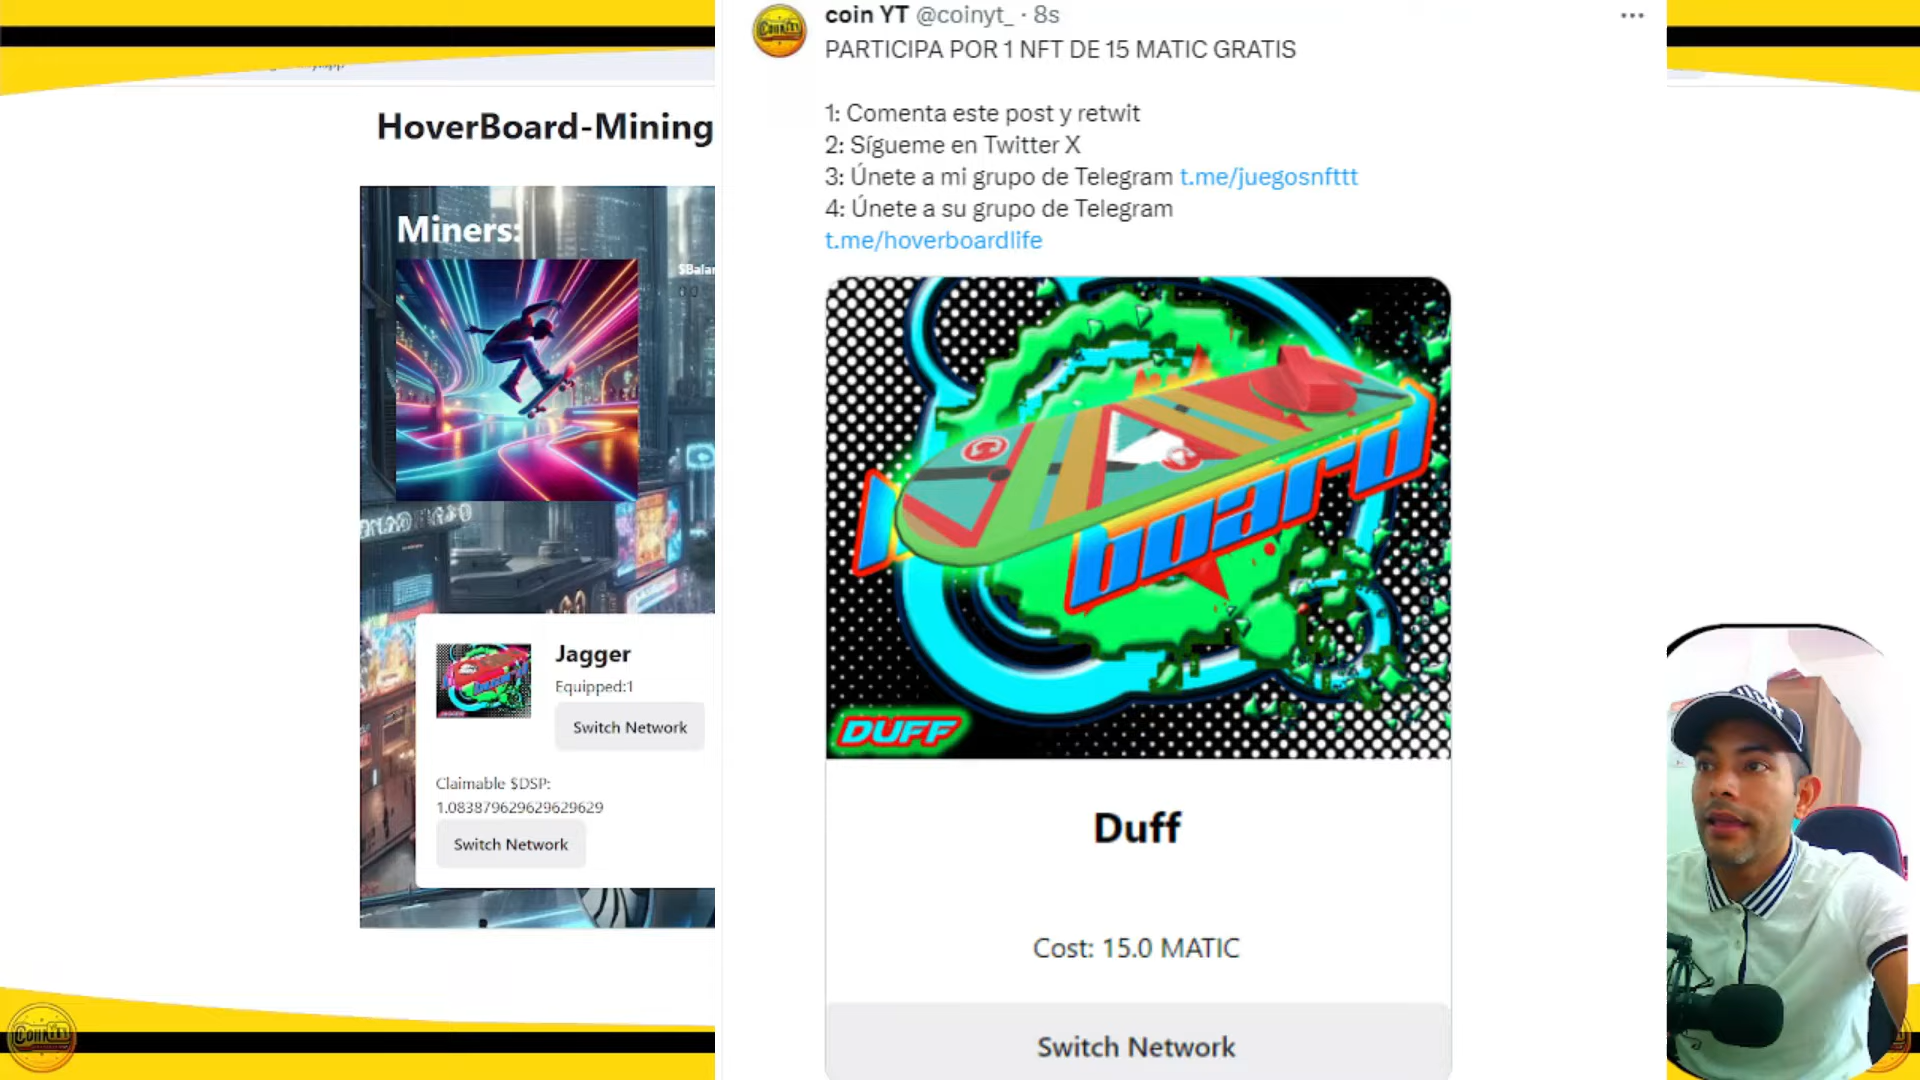 HoverBoard-Mining
Miners:
$Balan
0.0
Jagger
Equipped:1
Switch Network
Claimable $DSP:
1.083879629629629629
Switch Network
coin YT @coinyt_ · 8s
PARTICIPA POR 1 NFT DE 15 MATIC GRATIS
1: Comenta este post y retwit
2: Sígueme en Twitter X
3: Únete a mi grupo de Telegram t.me/juegosnfttt
4: Únete a su grupo de Telegram
t.me/hoverboardlife
board
DUFF
Duff
Cost: 15.0 MATIC
Switch Network